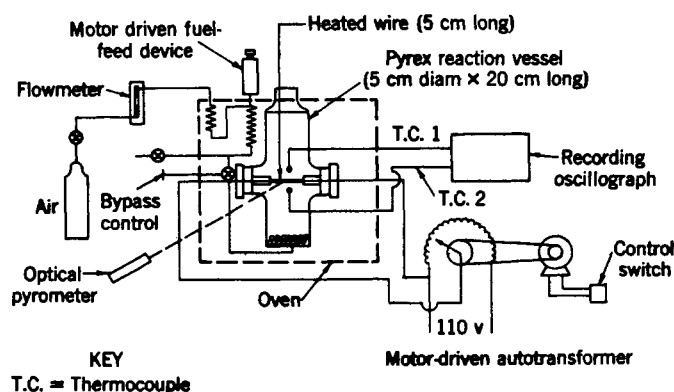 Motor driven fuel-
feed device
Heated wire (5 cm long)
Pyrex reaction vessel
(5 cm diam × 20 cm long)
Flowmeter
T.C. 1
Recording
oscillograph
T.C. 2
Air
Bypass
control
Control
switch
Optical
pyrometer
Oven
110 v
KEY
T.C. = Thermocouple
Motor-driven autotransformer